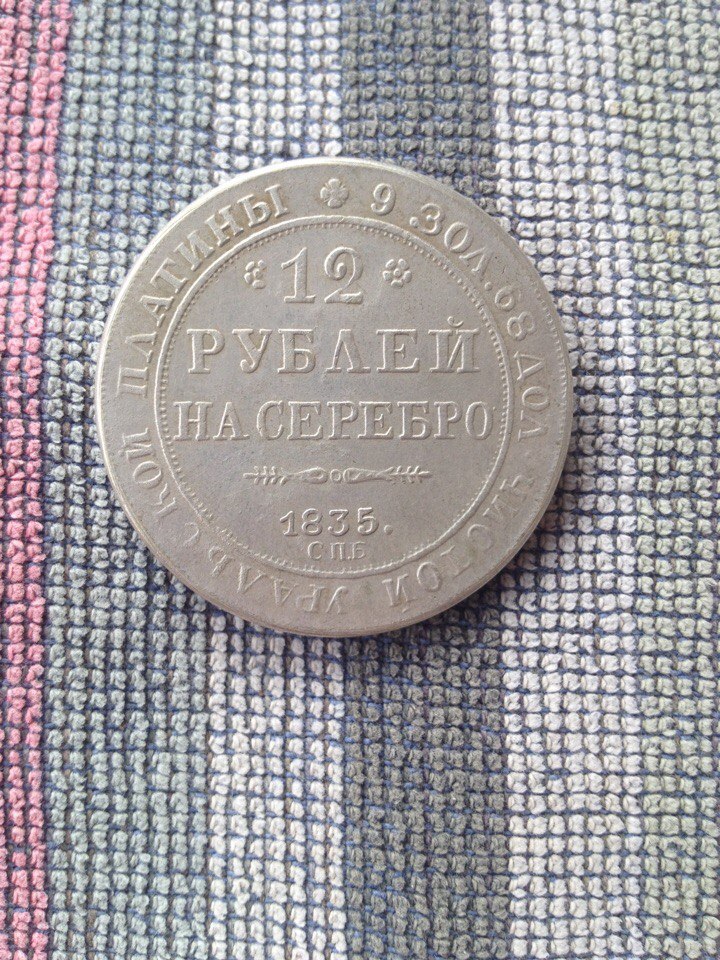 9 ЗОЛ. 68 ДОЛ. ЧИСТОЙ УРАЛЬСКОЙ ПЛАТИНЫ
12
РУБЛЕЙ
НА СЕРЕБРО
1835.
СПБ